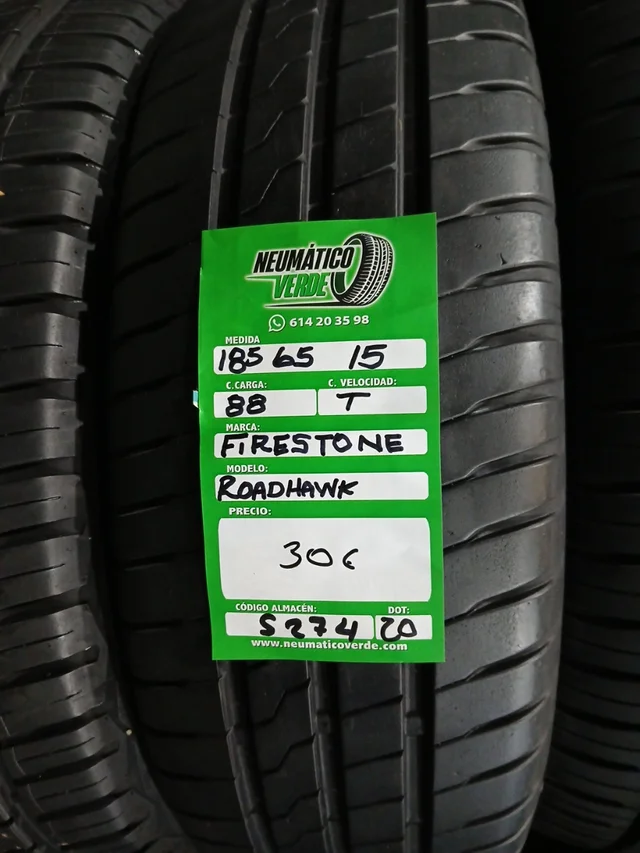 NEUMÁTICO
VERDE
614 20 35 98
MEDIDA
185 65 15
C.CARGA: C. VELOCIDAD:
88 T
MARCA:
FIRESTONE
MODELO:
ROADHAWK
PRECIO:
30€
CÓDIGO ALMACÉN: DOT:
S274 20
www.neumaticoverde.com